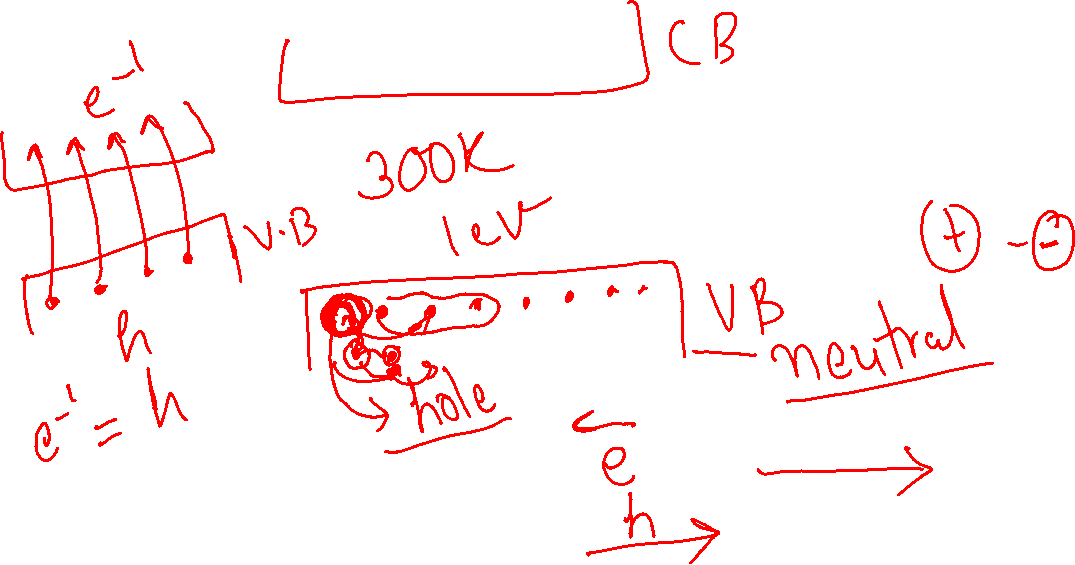 CB
e⁻¹
300K
1eV
V.B
+ - -
VB
neutral
h
hole
e⁻¹ = h
e
h